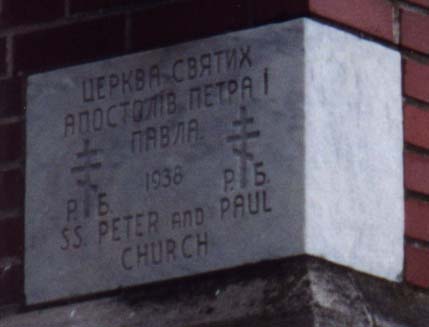 ЦЕРКВА СВЯТИХ
АПОСТОЛІВ ПЕТРА І
ПАВЛА
Р. 1938 Р. Б.
Р. Б.
SS. PETER AND PAUL
CHURCH